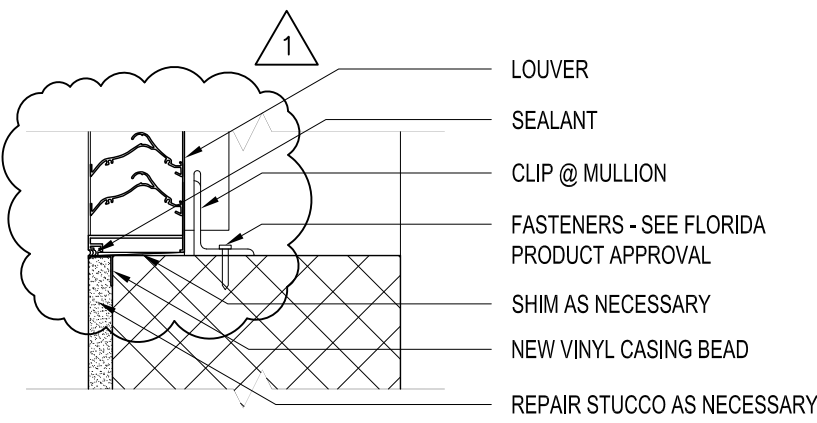 1
LOUVER
SEALANT
CLIP @ MULLION
FASTENERS - SEE FLORIDA
PRODUCT APPROVAL
SHIM AS NECESSARY
NEW VINYL CASING BEAD
REPAIR STUCCO AS NECESSARY